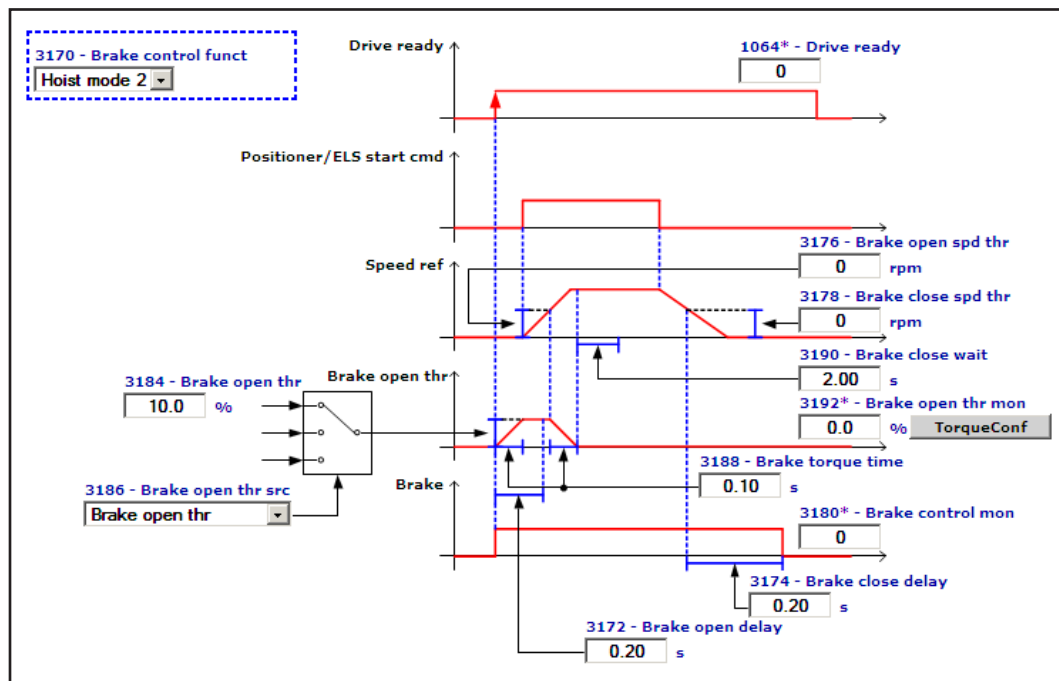 3170 - Brake control funct
Hoist mode 2
Drive ready
1064* - Drive ready
0
Positioner/ELS start cmd
3176 - Brake open spd thr
0 rpm
Speed ref
3178 - Brake close spd thr
0 rpm
3190 - Brake close wait
2.00 s
3184 - Brake open thr
10.0 %
Brake open thr
3192* - Brake open thr mon
0.0 % TorqueConf
3188 - Brake torque time
0.10 s
3186 - Brake open thr src
Brake open thr
Brake
3180* - Brake control mon
0
3174 - Brake close delay
0.20 s
3172 - Brake open delay
0.20 s